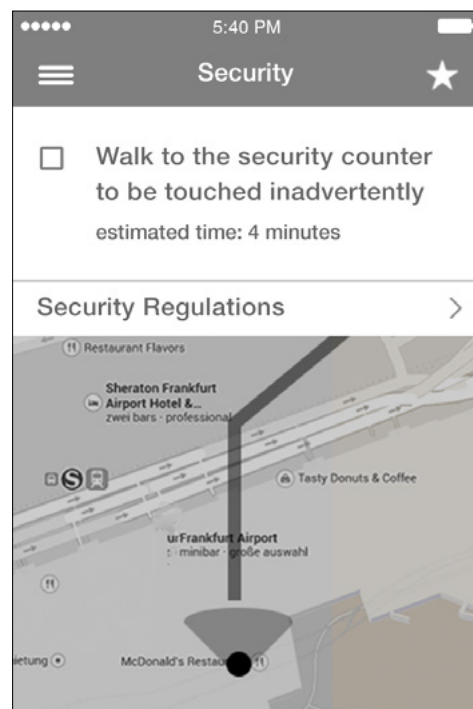 5:40 PM
Security
Walk to the security counter
to be touched inadvertently
estimated time: 4 minutes
Security Regulations
Restaurant Flavors
Sheraton Frankfurt
Airport Hotel &...
zwei bars · professional
S
Tasty Donuts & Coffee
urFrankfurt Airport
minibar · große auswahl
ietung
McDonald's Restau